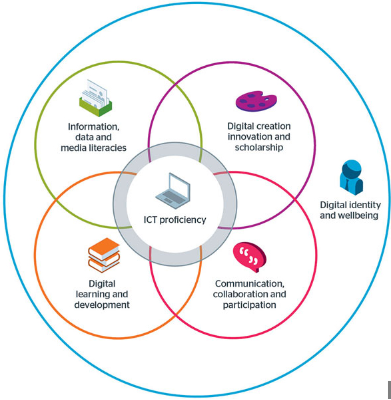 Information,
data and
media literacies
Digital creation
innovation and
scholarship
Digital identity
and wellbeing
ICT proficiency
Digital
learning and
development
Communication,
collaboration and
participation